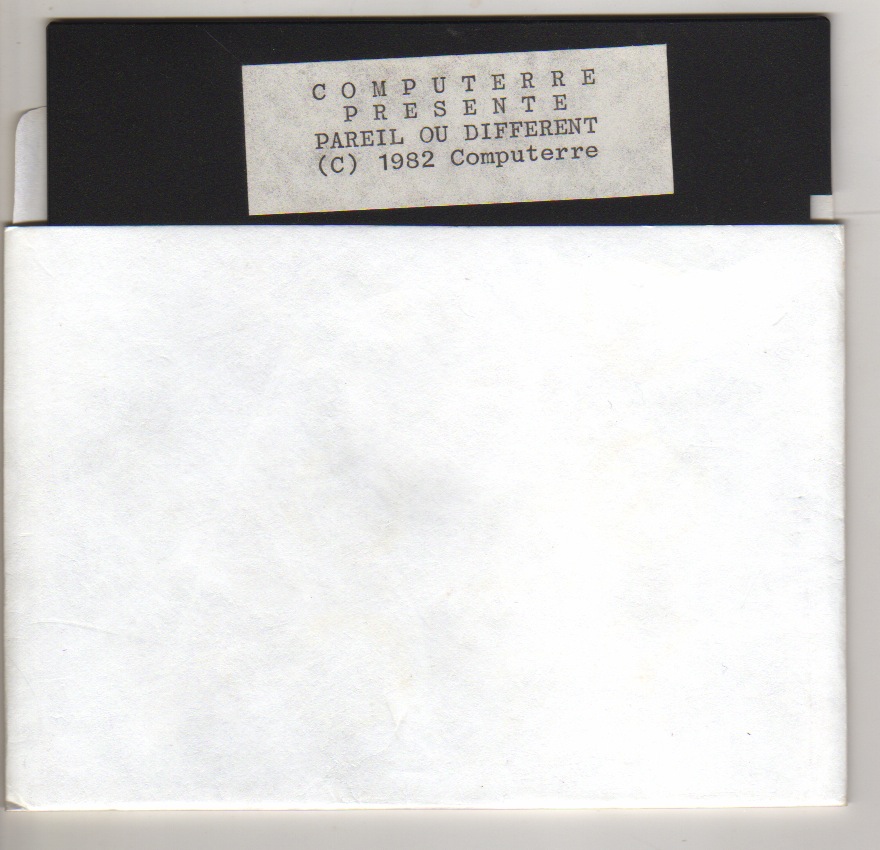 COMPUTERRE
PRESENTE
PAREIL OU DIFFERENT
(C) 1982 Computerre